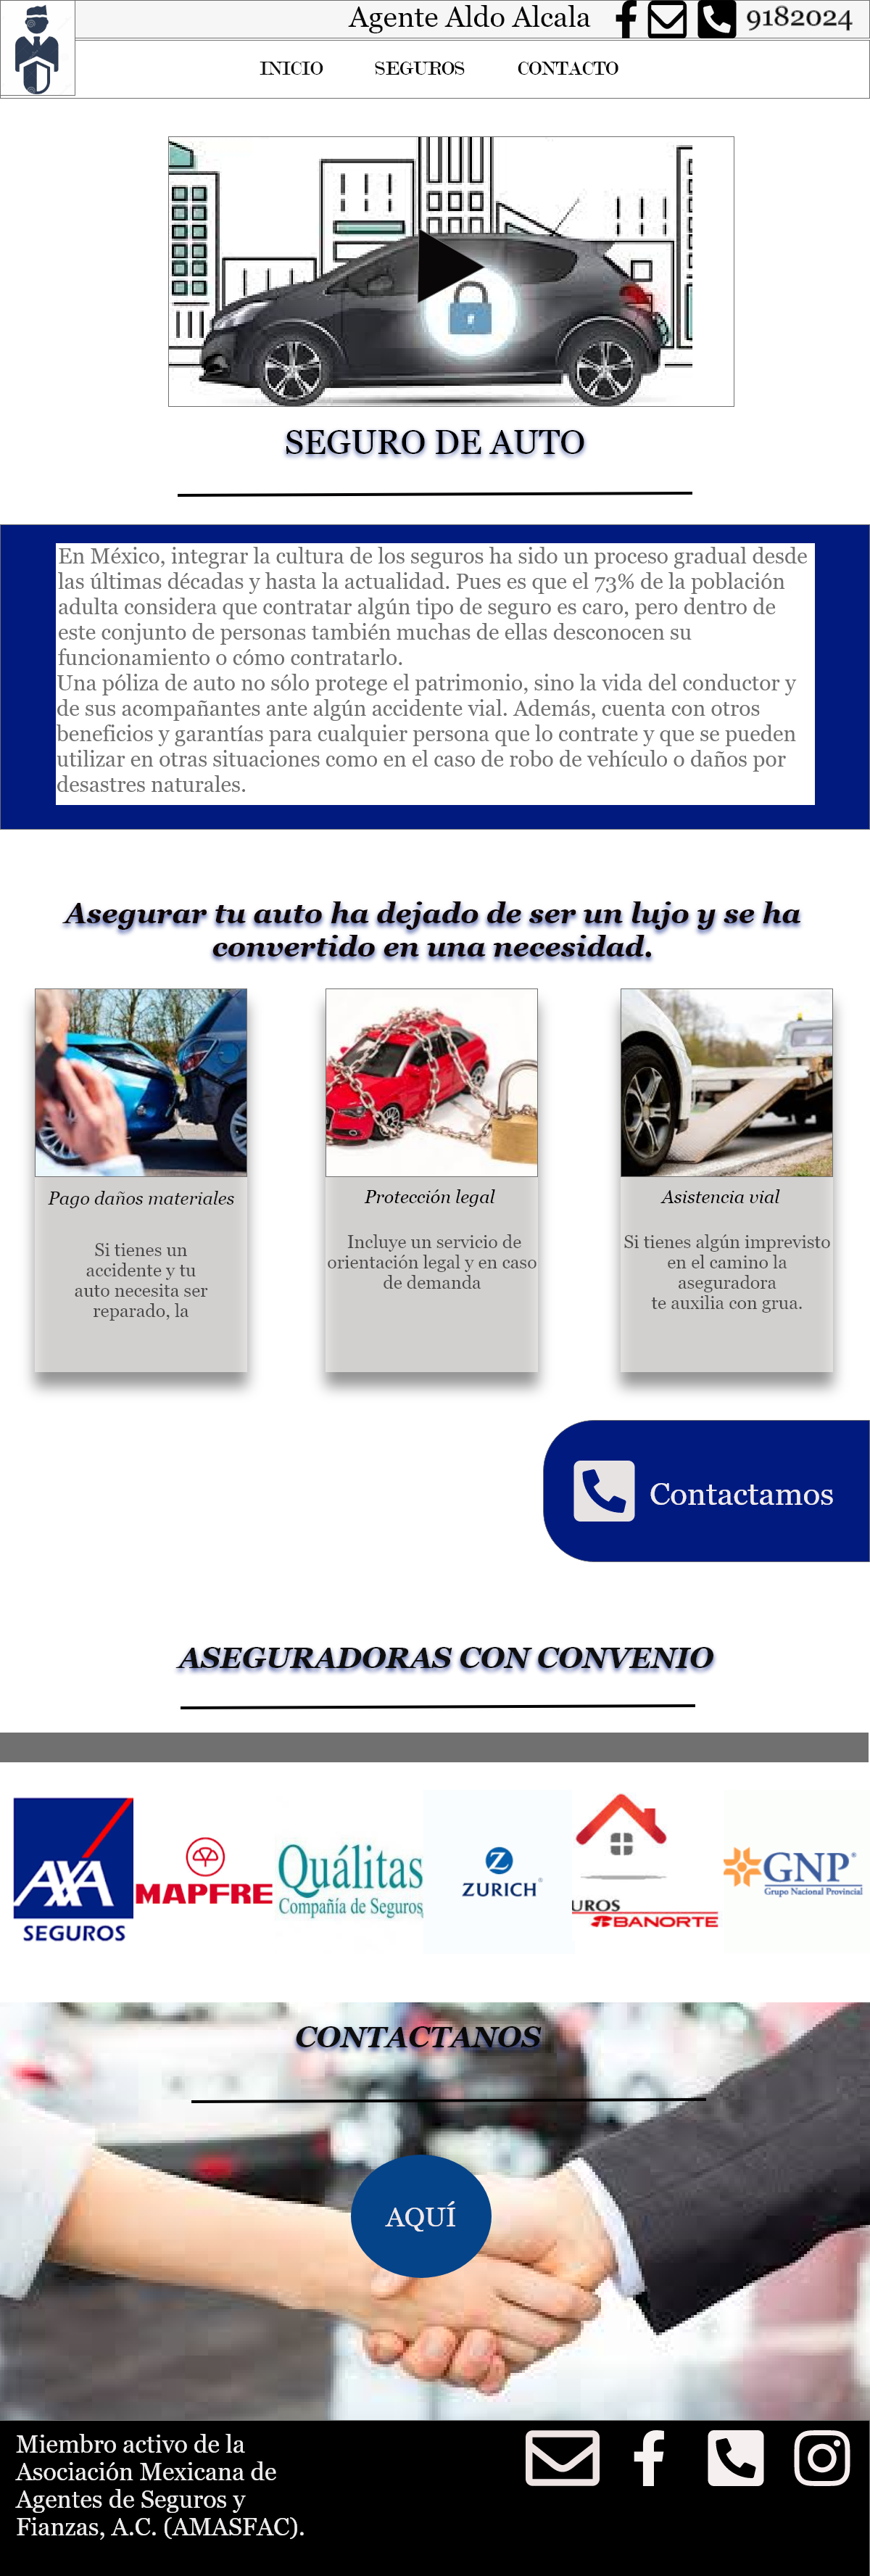 Agente Aldo Alcala
9182024
INICIO SEGUROS CONTACTO
#
SEGURO DE AUTO
En México, integrar la cultura de los seguros ha sido un proceso gradual desde
las últimas décadas y hasta la actualidad. Pues es que el 73% de la población
adulta considera que contratar algún tipo de seguro es caro, pero dentro de
este conjunto de personas también muchas de ellas desconocen su
funcionamiento o cómo contratarlo.
Una póliza de auto no sólo protege el patrimonio, sino la vida del conductor y
de sus acompañantes ante algún accidente vial. Además, cuenta con otros
beneficios y garantías para cualquier persona que lo contrate y que se pueden
utilizar en otras situaciones como en el caso de robo de vehículo o daños por
desastres naturales.
Asegurar tu auto ha dejado de ser un lujo y se ha
convertido en una necesidad.
Pago daños materiales
Si tienes un
accidente y tu
auto necesita ser
reparado, la
Protección legal
Incluye un servicio de
orientación legal y en caso
de demanda
Asistencia vial
Si tienes algún imprevisto
en el camino la
aseguradora
te auxilia con grua.
Contactamos
ASEGURADORAS CON CONVENIO
AXA
SEGUROS
MAPFRE
Quálitas
Compañía de Seguros
Z
ZURICH
UROS
BANORTE
GNP
Grupo Nacional Provincial
CONTACTANOS
AQUÍ
Miembro activo de la
Asociación Mexicana de
Agentes de Seguros y
Fianzas, A.C. (AMASFAC).